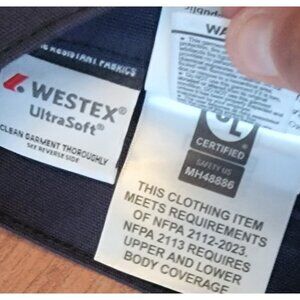 RESISTANT FABRICS
WESTEX®
UltraSoft®
CLEAN GARMENT THOROUGHLY
SEE REVERSE SIDE
WA
UL
CERTIFIED
SAFETY US
MH48886
THIS CLOTHING ITEM
MEETS REQUIREMENTS
OF NFPA 2112-2023.
NFPA 2113 REQUIRES
UPPER AND LOWER
BODY COVERAGE